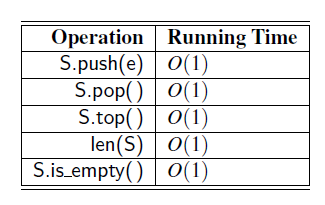 Operation Running Time
S.push(e) O(1)
S.pop( ) O(1)
S.top( ) O(1)
len(S) O(1)
S.is_empty( ) O(1)